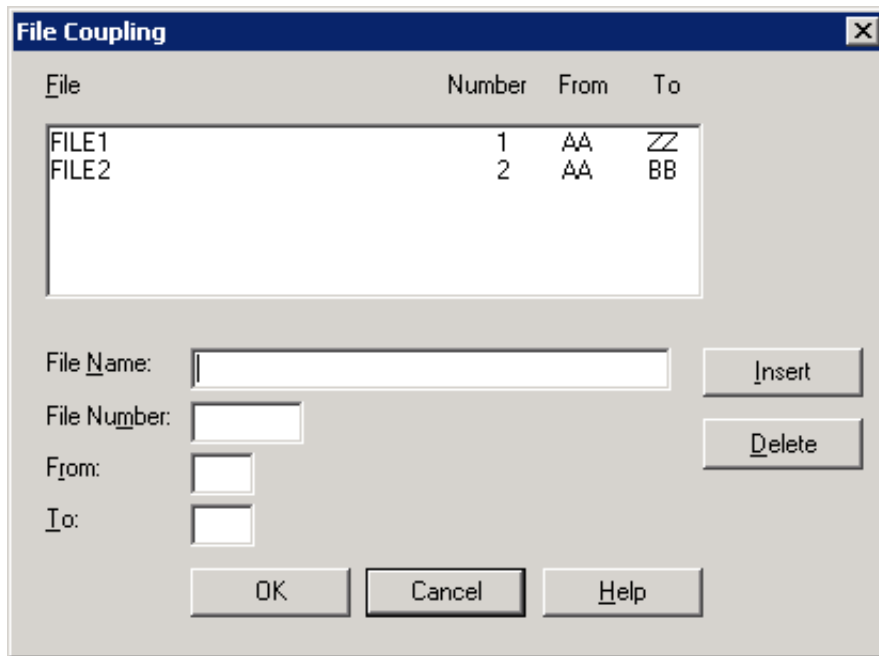 File Coupling
File Number From To
FILE1 1 AA ZZ
FILE2 2 AA BB
File Name:
Insert
File Number:
Delete
From:
To:
OK Cancel Help